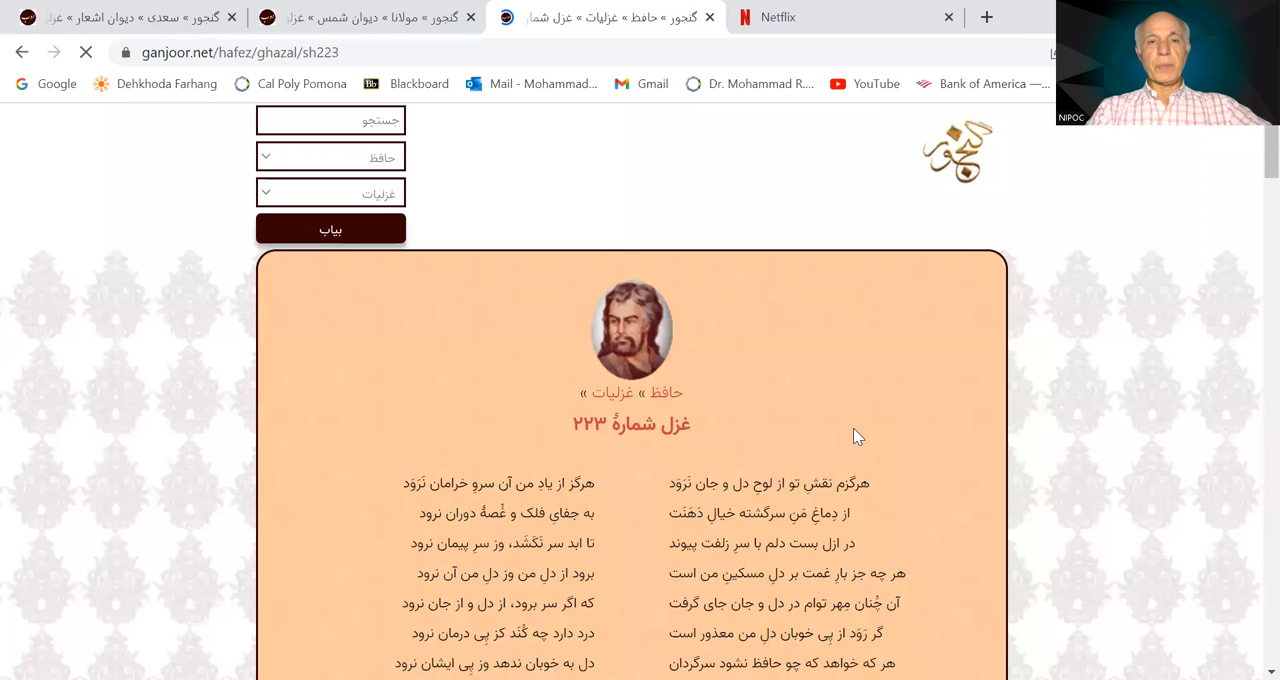 گنجور » سعدی » دیوان اشعار » غزل
گنجور » مولانا » دیوان شمس » غزلی
گنجور » حافظ » غزلیات » غزل شمار
Netflix
ganjoor.net/hafez/ghazal/sh223
Google
Dehkhoda Farhang
Cal Poly Pomona
Bb Blackboard
Mail - Mohammad...
Gmail
Dr. Mohammad R....
YouTube
Bank of America —...
NIPOC
جستجو
حافظ
غزلیات
بیاب
گنجور
حافظ » غزلیات »
غزل شمارهٔ ۲۲۳
هرگزم نقشِ تو از لوحِ دل و جان نَرَوَد هرگز از یادِ من آن سروِ خرامان نَرَوَد
از دِماغِ مَنِ سرگشته خیالِ دَهَنَت به جفایِ فلک و غُصهٔ دوران نرود
در ازل بست دلم با سرِ زلفت پیوند تا ابد سر نَکَشَد، وز سرِ پیمان نرود
هر چه جز بارِ غمت بر دلِ مسکینِ من است برود از دلِ من وز دلِ من آن نرود
آن چُنان مِهر توام در دل و جان جای گرفت که اگر سر برود، از دل و از جان نرود
گر رَوَد از پِی خوبان دلِ من معذور است درد دارد چه کُنَد کز پِی درمان نرود
هر که خواهد که چو حافظ نشود سرگردان دل به خوبان ندهد وز پِی ایشان نرود